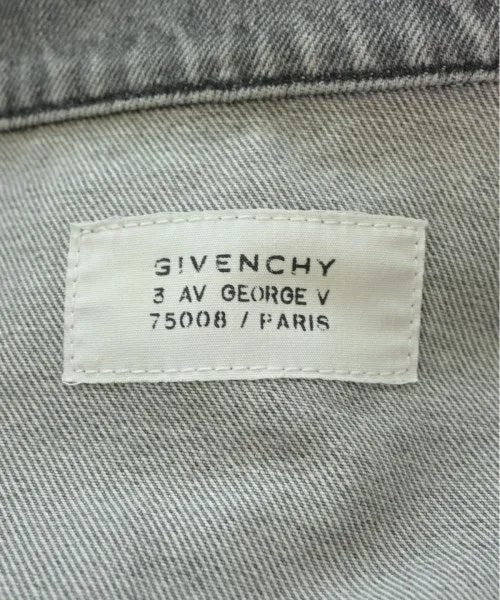 GIVENCHY
3 AV GEORGE V
75008 / PARIS